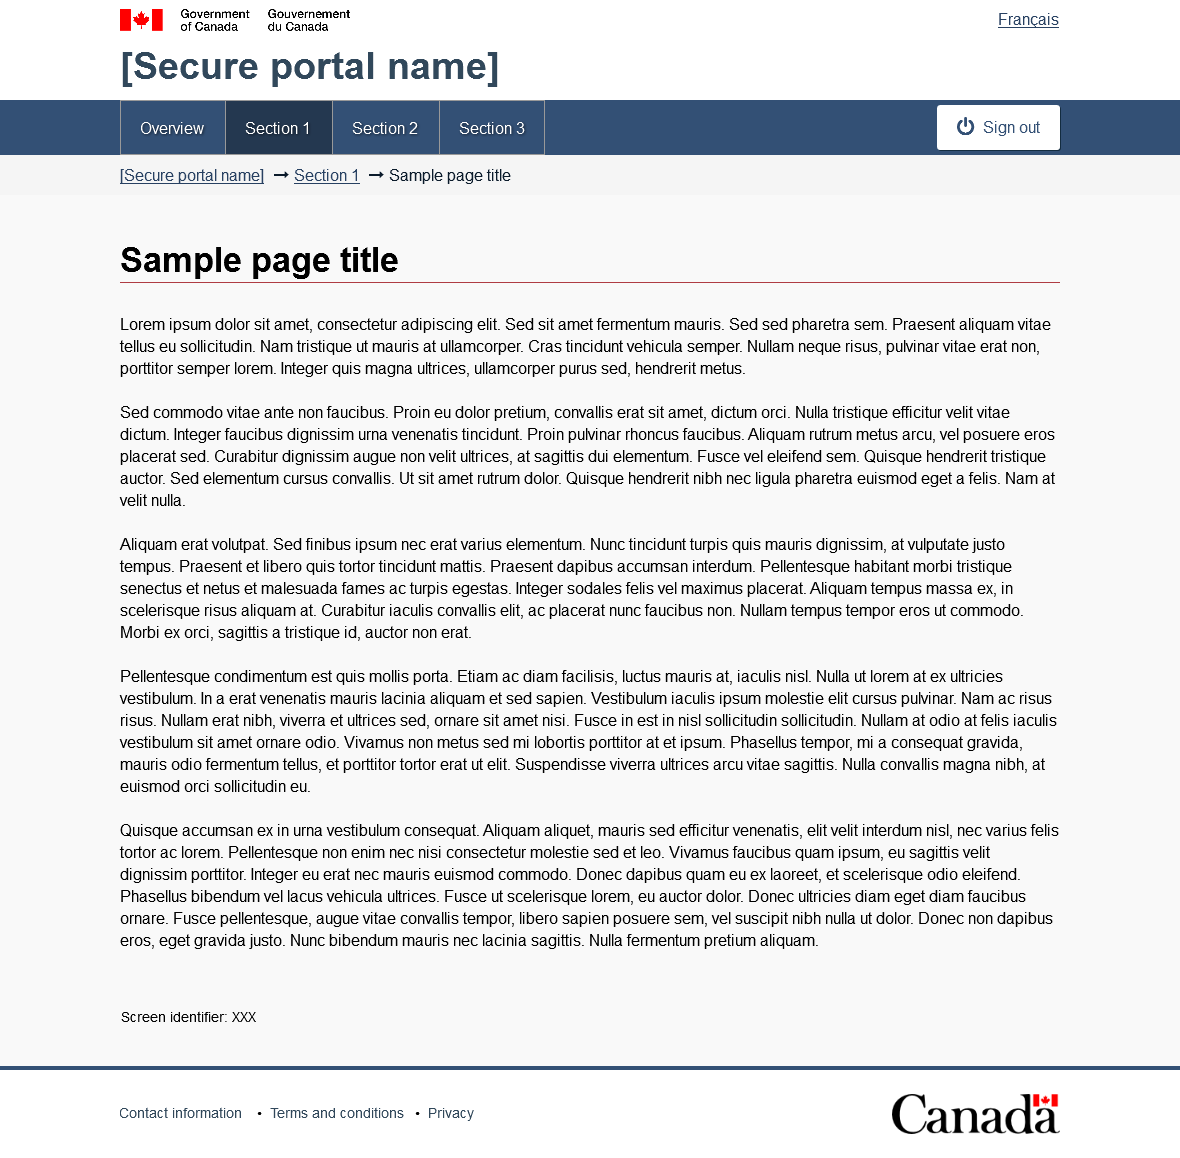 Government of Canada
Gouvernement du Canada
Français
[Secure portal name]
Overview
Section 1
Section 2
Section 3
Sign out
[Secure portal name] → Section 1 → Sample page title
Sample page title
Lorem ipsum dolor sit amet, consectetur adipiscing elit. Sed sit amet fermentum mauris. Sed sed pharetra sem. Praesent aliquam vitae
tellus eu sollicitudin. Nam tristique ut mauris at ullamcorper. Cras tincidunt vehicula semper. Nullam neque risus, pulvinar vitae erat non,
porttitor semper lorem. Integer quis magna ultrices, ullamcorper purus sed, hendrerit metus.
Sed commodo vitae ante non faucibus. Proin eu dolor pretium, convallis erat sit amet, dictum orci. Nulla tristique efficitur velit vitae
dictum. Integer faucibus dignissim urna venenatis tincidunt. Proin pulvinar rhoncus faucibus. Aliquam rutrum metus arcu, vel posuere eros
placerat sed. Curabitur dignissim augue non velit ultrices, at sagittis dui elementum. Fusce vel eleifend sem. Quisque hendrerit tristique
auctor. Sed elementum cursus convallis. Ut sit amet rutrum dolor. Quisque hendrerit nibh nec ligula pharetra euismod eget a felis. Nam at
velit nulla.
Aliquam erat volutpat. Sed finibus ipsum nec erat varius elementum. Nunc tincidunt turpis quis mauris dignissim, at vulputate justo
tempus. Praesent et libero quis tortor tincidunt mattis. Praesent dapibus accumsan interdum. Pellentesque habitant morbi tristique
senectus et netus et malesuada fames ac turpis egestas. Integer sodales felis vel maximus placerat. Aliquam tempus massa ex, in
scelerisque risus aliquam at. Curabitur iaculis convallis elit, ac placerat nunc faucibus non. Nullam tempus tempor eros ut commodo.
Morbi ex orci, sagittis a tristique id, auctor non erat.
Pellentesque condimentum est quis mollis porta. Etiam ac diam facilisis, luctus mauris at, iaculis nisl. Nulla ut lorem at ex ultricies
vestibulum. In a erat venenatis mauris lacinia aliquam et sed sapien. Vestibulum iaculis ipsum molestie elit cursus pulvinar. Nam ac risus
risus. Nullam erat nibh, viverra et ultrices sed, ornare sit amet nisi. Fusce in est in nisl sollicitudin sollicitudin. Nullam at odio at felis iaculis
vestibulum sit amet ornare odio. Vivamus non metus sed mi lobortis porttitor at et ipsum. Phasellus tempor, mi a consequat gravida,
mauris odio fermentum tellus, et porttitor tortor erat ut elit. Suspendisse viverra ultrices arcu vitae sagittis. Nulla convallis magna nibh, at
euismod orci sollicitudin eu.
Quisque accumsan ex in urna vestibulum consequat. Aliquam aliquet, mauris sed efficitur venenatis, elit velit interdum nisl, nec varius felis
tortor ac lorem. Pellentesque non enim nec nisi consectetur molestie sed et leo. Vivamus faucibus quam ipsum, eu sagittis velit
dignissim porttitor. Integer eu erat nec mauris euismod commodo. Donec dapibus quam eu ex laoreet, et scelerisque odio eleifend.
Phasellus bibendum vel lacus vehicula ultrices. Fusce ut scelerisque lorem, eu auctor dolor. Donec ultricies diam eget diam faucibus
ornare. Fusce pellentesque, augue vitae convallis tempor, libero sapien posuere sem, vel suscipit nibh nulla ut dolor. Donec non dapibus
eros, eget gravida justo. Nunc bibendum mauris nec lacinia sagittis. Nulla fermentum pretium aliquam.
Screen identifier: XXX
Contact information • Terms and conditions • Privacy
Canada